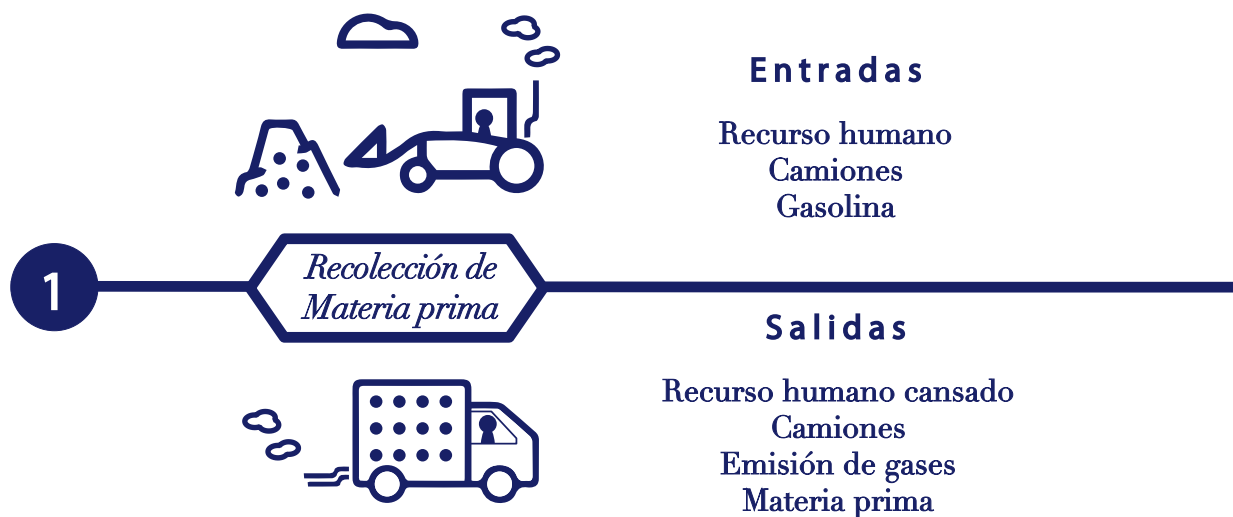 Entradas
Recurso humano
Camiones
Gasolina
1
Recolección de
Materia prima
Salidas
Recurso humano cansado
Camiones
Emisión de gases
Materia prima